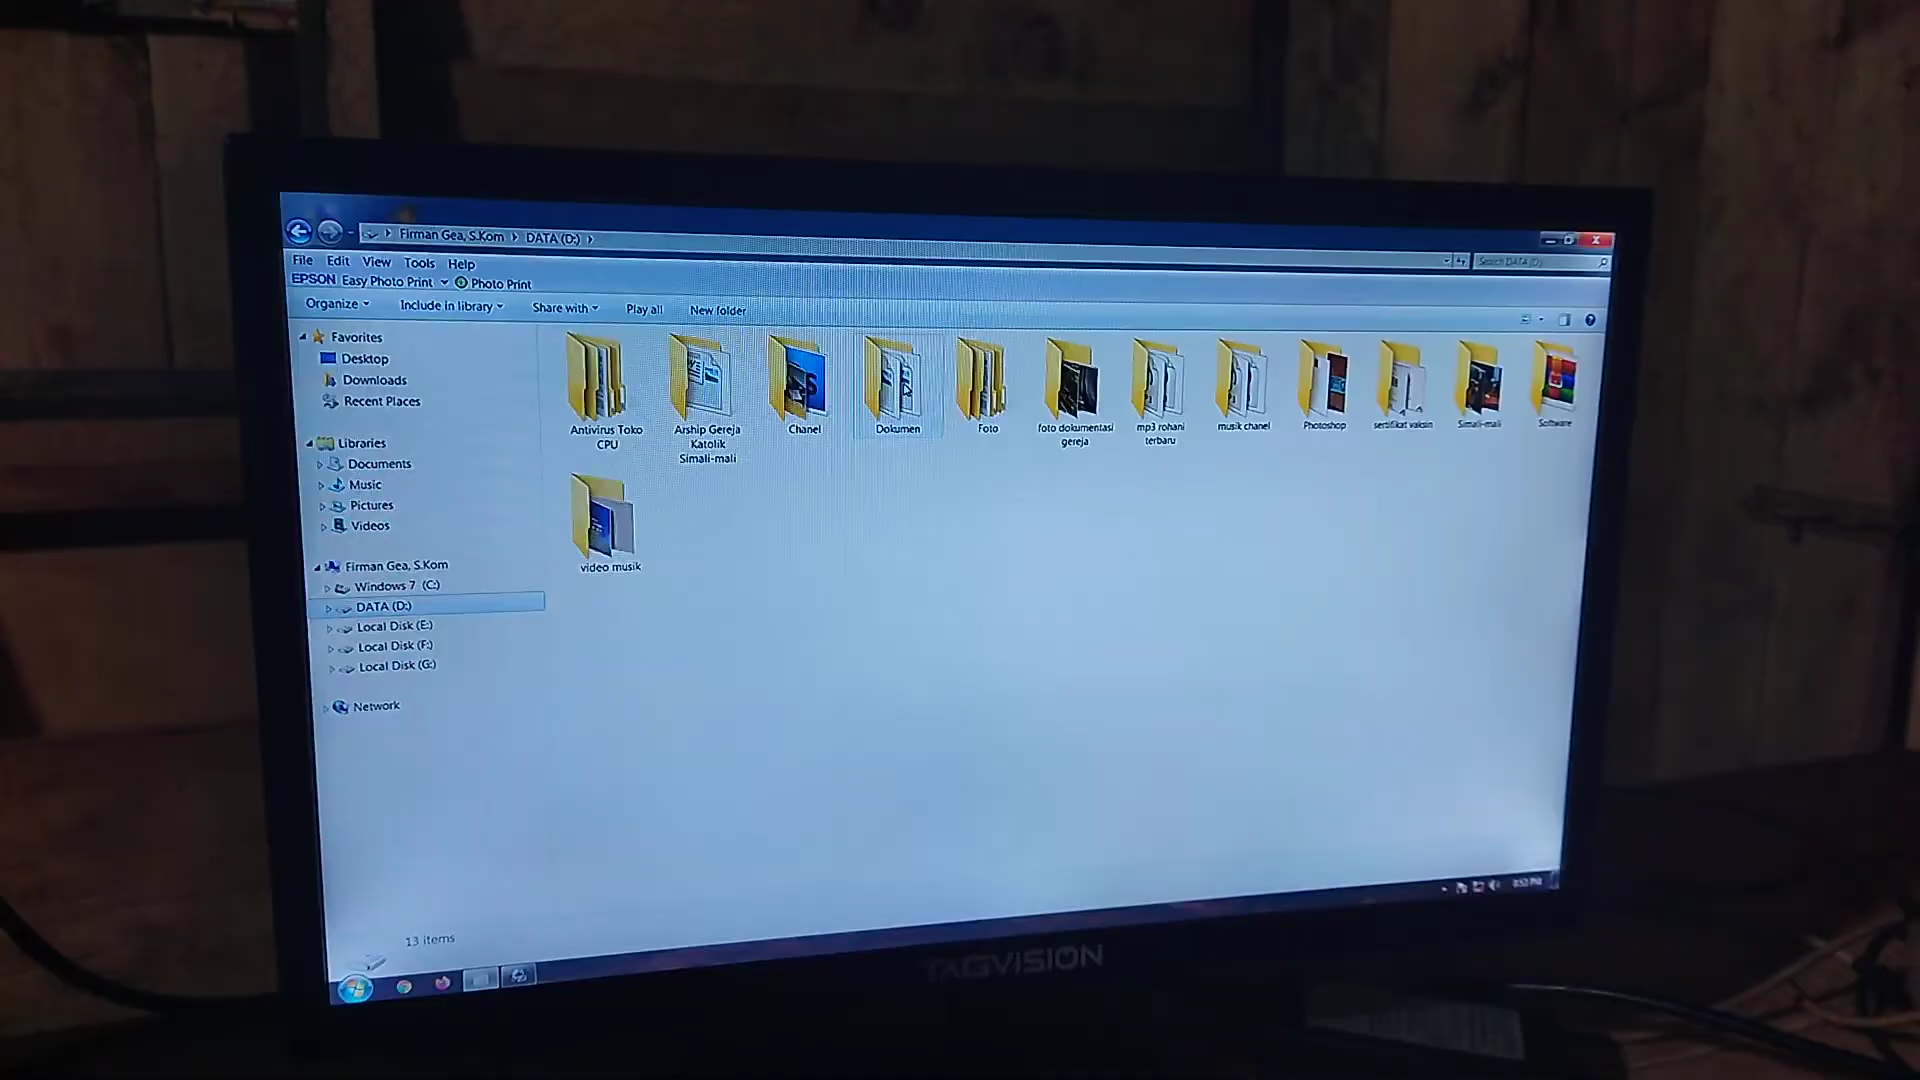 Firman Gea, S.Kom DATA (D:)
Search DATA (D:)
File Edit View Tools Help
EPSON Easy Photo Print Photo Print
Organize Include in library Share with Play all New folder
Favorites
Desktop
Downloads
Recent Places
Libraries
Documents
Music
Pictures
Videos
Firman Gea, S.Kom
Windows 7 (C:)
DATA (D:)
Local Disk (E:)
Local Disk (F:)
Local Disk (G:)
Network
Antivirus Toko
CPU
Arship Gereja
Katolik
Simali-mali
Chanel
Dokumen
Foto
foto dokumentasi
gereja
mp3 rohani
terbaru
musik chanel
Photoshop
sertifikat vaksin
Simali-mali
Software
video musik
13 items
TAGVISION